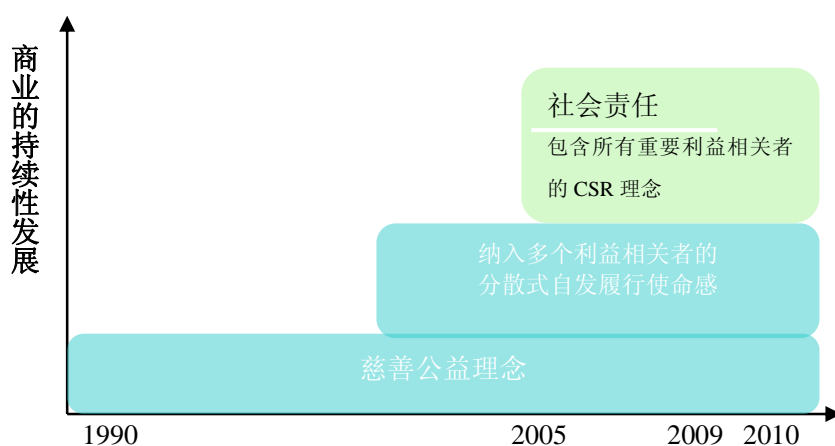 商业的持续性发展
社会责任
包含所有重要利益相关者
的 CSR 理念
纳入多个利益相关者的
分散式自发履行使命感
慈善公益理念
1990
2005
2009
2010